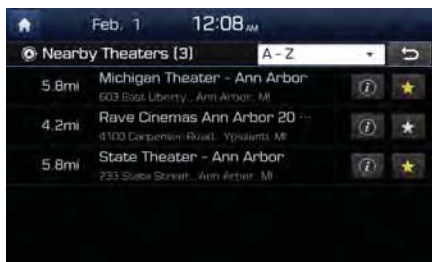 Feb. 1 12:08 AM
Nearby Theaters (3) A - Z
5.8mi Michigan Theater - Ann Arbor
603 East Liberty, Ann Arbor, MI
4.2mi Rave Cinemas Ann Arbor 20 ···
4100 Carpenter Road, Ypsilanti, MI
5.8mi State Theater - Ann Arbor
233 State Street, Ann Arbor, MI